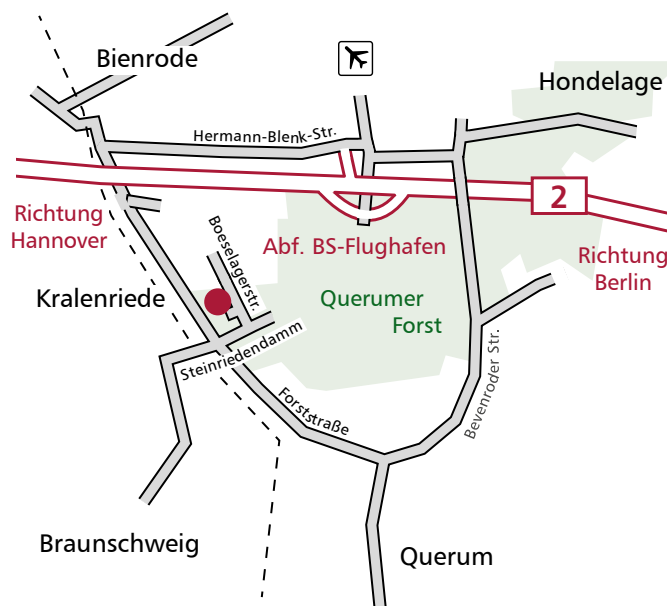 Bienrode
Hondelage
Hermann-Blenk-Str.
2
Richtung
Hannover
Boeselagerstr.
Abf. BS-Flughafen
Richtung
Berlin
Kralenriede
Querumer
Forst
Steinriedendamm
Bevenroder Str.
Forststraße
Braunschweig
Querum